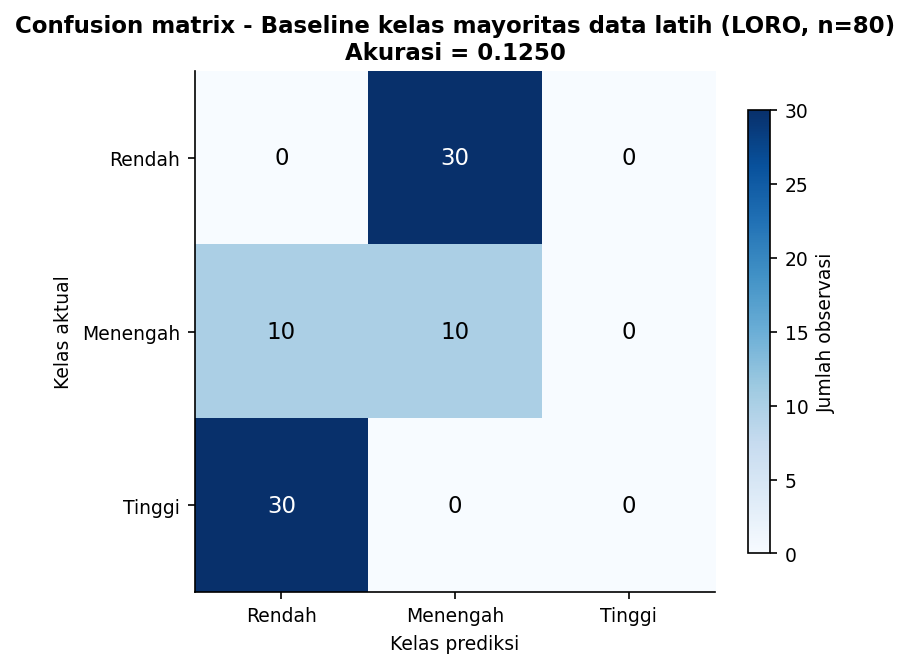 Confusion matrix - Baseline kelas mayoritas data latih (LORO, n=80)
Akurasi = 0.1250
Kelas aktual
Rendah
0 30 0
Menengah
10 10 0
Tinggi
30 0 0
Rendah Menengah Tinggi
Kelas prediksi
30
25
20
15
10
5
0
Jumlah observasi